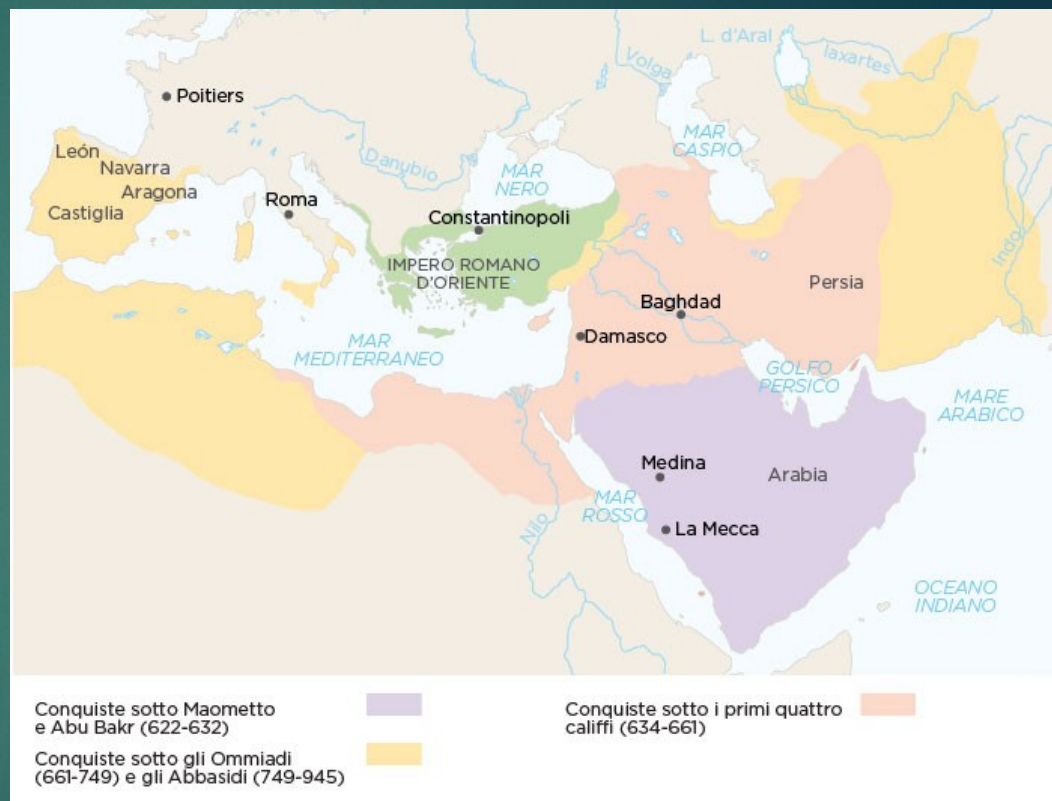 L. d'Aral
Iaxartes
Volga
Poitiers
MAR
CASPIO
León
Navarra
Aragona
Castiglia
Danubio
MAR
NERO
Roma
Constantinopoli
Indo
IMPERO ROMANO
D'ORIENTE
Persia
Baghdad
Damasco
MAR
MEDITERRANEO
GOLFO
PERSICO
MARE
ARABICO
Medina
Arabia
MAR
ROSSO
La Mecca
Nilo
OCEANO
INDIANO
Conquiste sotto Maometto
e Abu Bakr (622-632)
Conquiste sotto gli Ommiadi
(661-749) e gli Abbasidi (749-945)
Conquiste sotto i primi quattro
califfi (634-661)